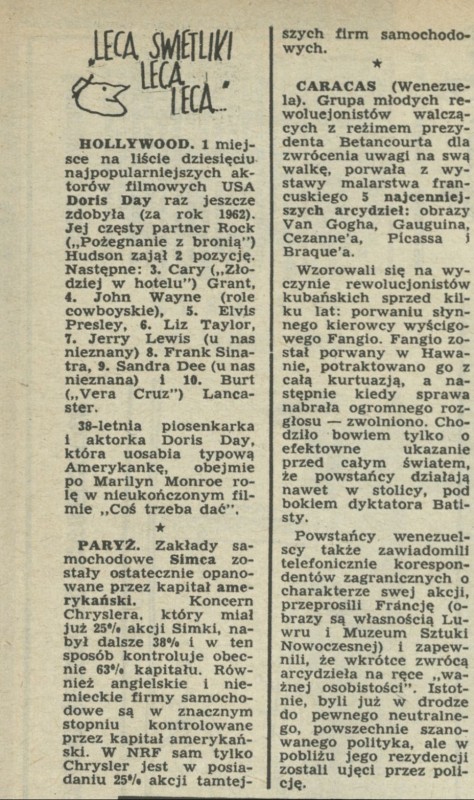 „LECĄ, ŚWIETLIKI
LECĄ,
LECĄ..."
HOLLYWOOD. 1 miej-
sce na liście dziesięciu
najpopularniejszych ak-
torów filmowych USA
Doris Day raz jeszcze
zdobyła (za rok 1962).
Jej częsty partner Rock
(„Pożegnanie z bronią")
Hudson zajął 2 pozycję.
Następne: 3. Cary („Zło-
dziej w hotelu") Grant,
4. John Wayne (role
cowboyskie), 5. Elvis
Presley, 6. Liz Taylor,
7. Jerry Lewis (u nas
nieznany) 8. Frank Sina-
tra, 9. Sandra Dee (u nas
nieznana) i 10. Burt
(„Vera Cruz") Lanca-
ster.
38-letnia piosenkarka
i aktorka Doris Day,
która uosabia typową
Amerykankę, obejmie
po Marilyn Monroe ro-
lę w nieukończonym fil-
mie „Coś trzeba dać".
★
PARYŻ. Zakłady sa-
mochodowe Simca zo-
stały ostatecznie opano-
wane przez kapitał ame-
rykański. Koncern
Chryslera, który miał
już 25% akcji Simki, na-
był dalsze 38% i w ten
sposób kontroluje obec-
nie 63% kapitału. Rów-
nież angielskie i nie-
mieckie firmy samocho-
dowe są w znacznym
stopniu kontrolowane
przez kapitał amerykań-
ski. W NRF sam tylko
Chrysler jest w posia-
daniu 25% akcji tamtej-
szych firm samochodo-
wych.
★
CARACAS (Wenezue-
la). Grupa młodych re-
wolucjonistów walczą-
cych z reżimem prezy-
denta Betancourta dla
zwrócenia uwagi na swą
walkę, porwała z wy-
stawy malarstwa fran-
cuskiego 5 najcenniej-
szych arcydzieł: obrazy
Van Gogha, Gauguina,
Cezanne'a, Picassa i
Braque'a.
Wzorowali się na wy-
czynie rewolucjonistów
kubańskich sprzed kil-
ku lat: porwaniu słyn-
nego kierowcy wyścigo-
wego Fangio. Fangio zo-
stał porwany w Hawa-
nie, potraktowano go z
całą kurtuazją, a na-
stępnie kiedy sprawa
nabrała ogromnego roz-
głosu — zwolniono. Cho-
dziło bowiem tylko o
efektowne ukazanie
przed całym światem,
że powstańcy działają
nawet w stolicy, pod
bokiem dyktatora Bati-
sty.
Powstańcy wenezuel-
scy także zawiadomili
telefonicznie korespon-
dentów zagranicznych o
charakterze swej akcji,
przeprosili Francję (o-
brazy są własnością Lu-
wru i Muzeum Sztuki
Nowoczesnej) i zapew-
nili, że wkrótce zwrócą
arcydzieła na ręce „wa-
żnej osobistości". Istot-
nie, byli już w drodze
do pewnego neutralne-
go, powszechnie szano-
wanego polityka, ale w
pobliżu jego rezydencji
zostali ujęci przez poli-
cję.